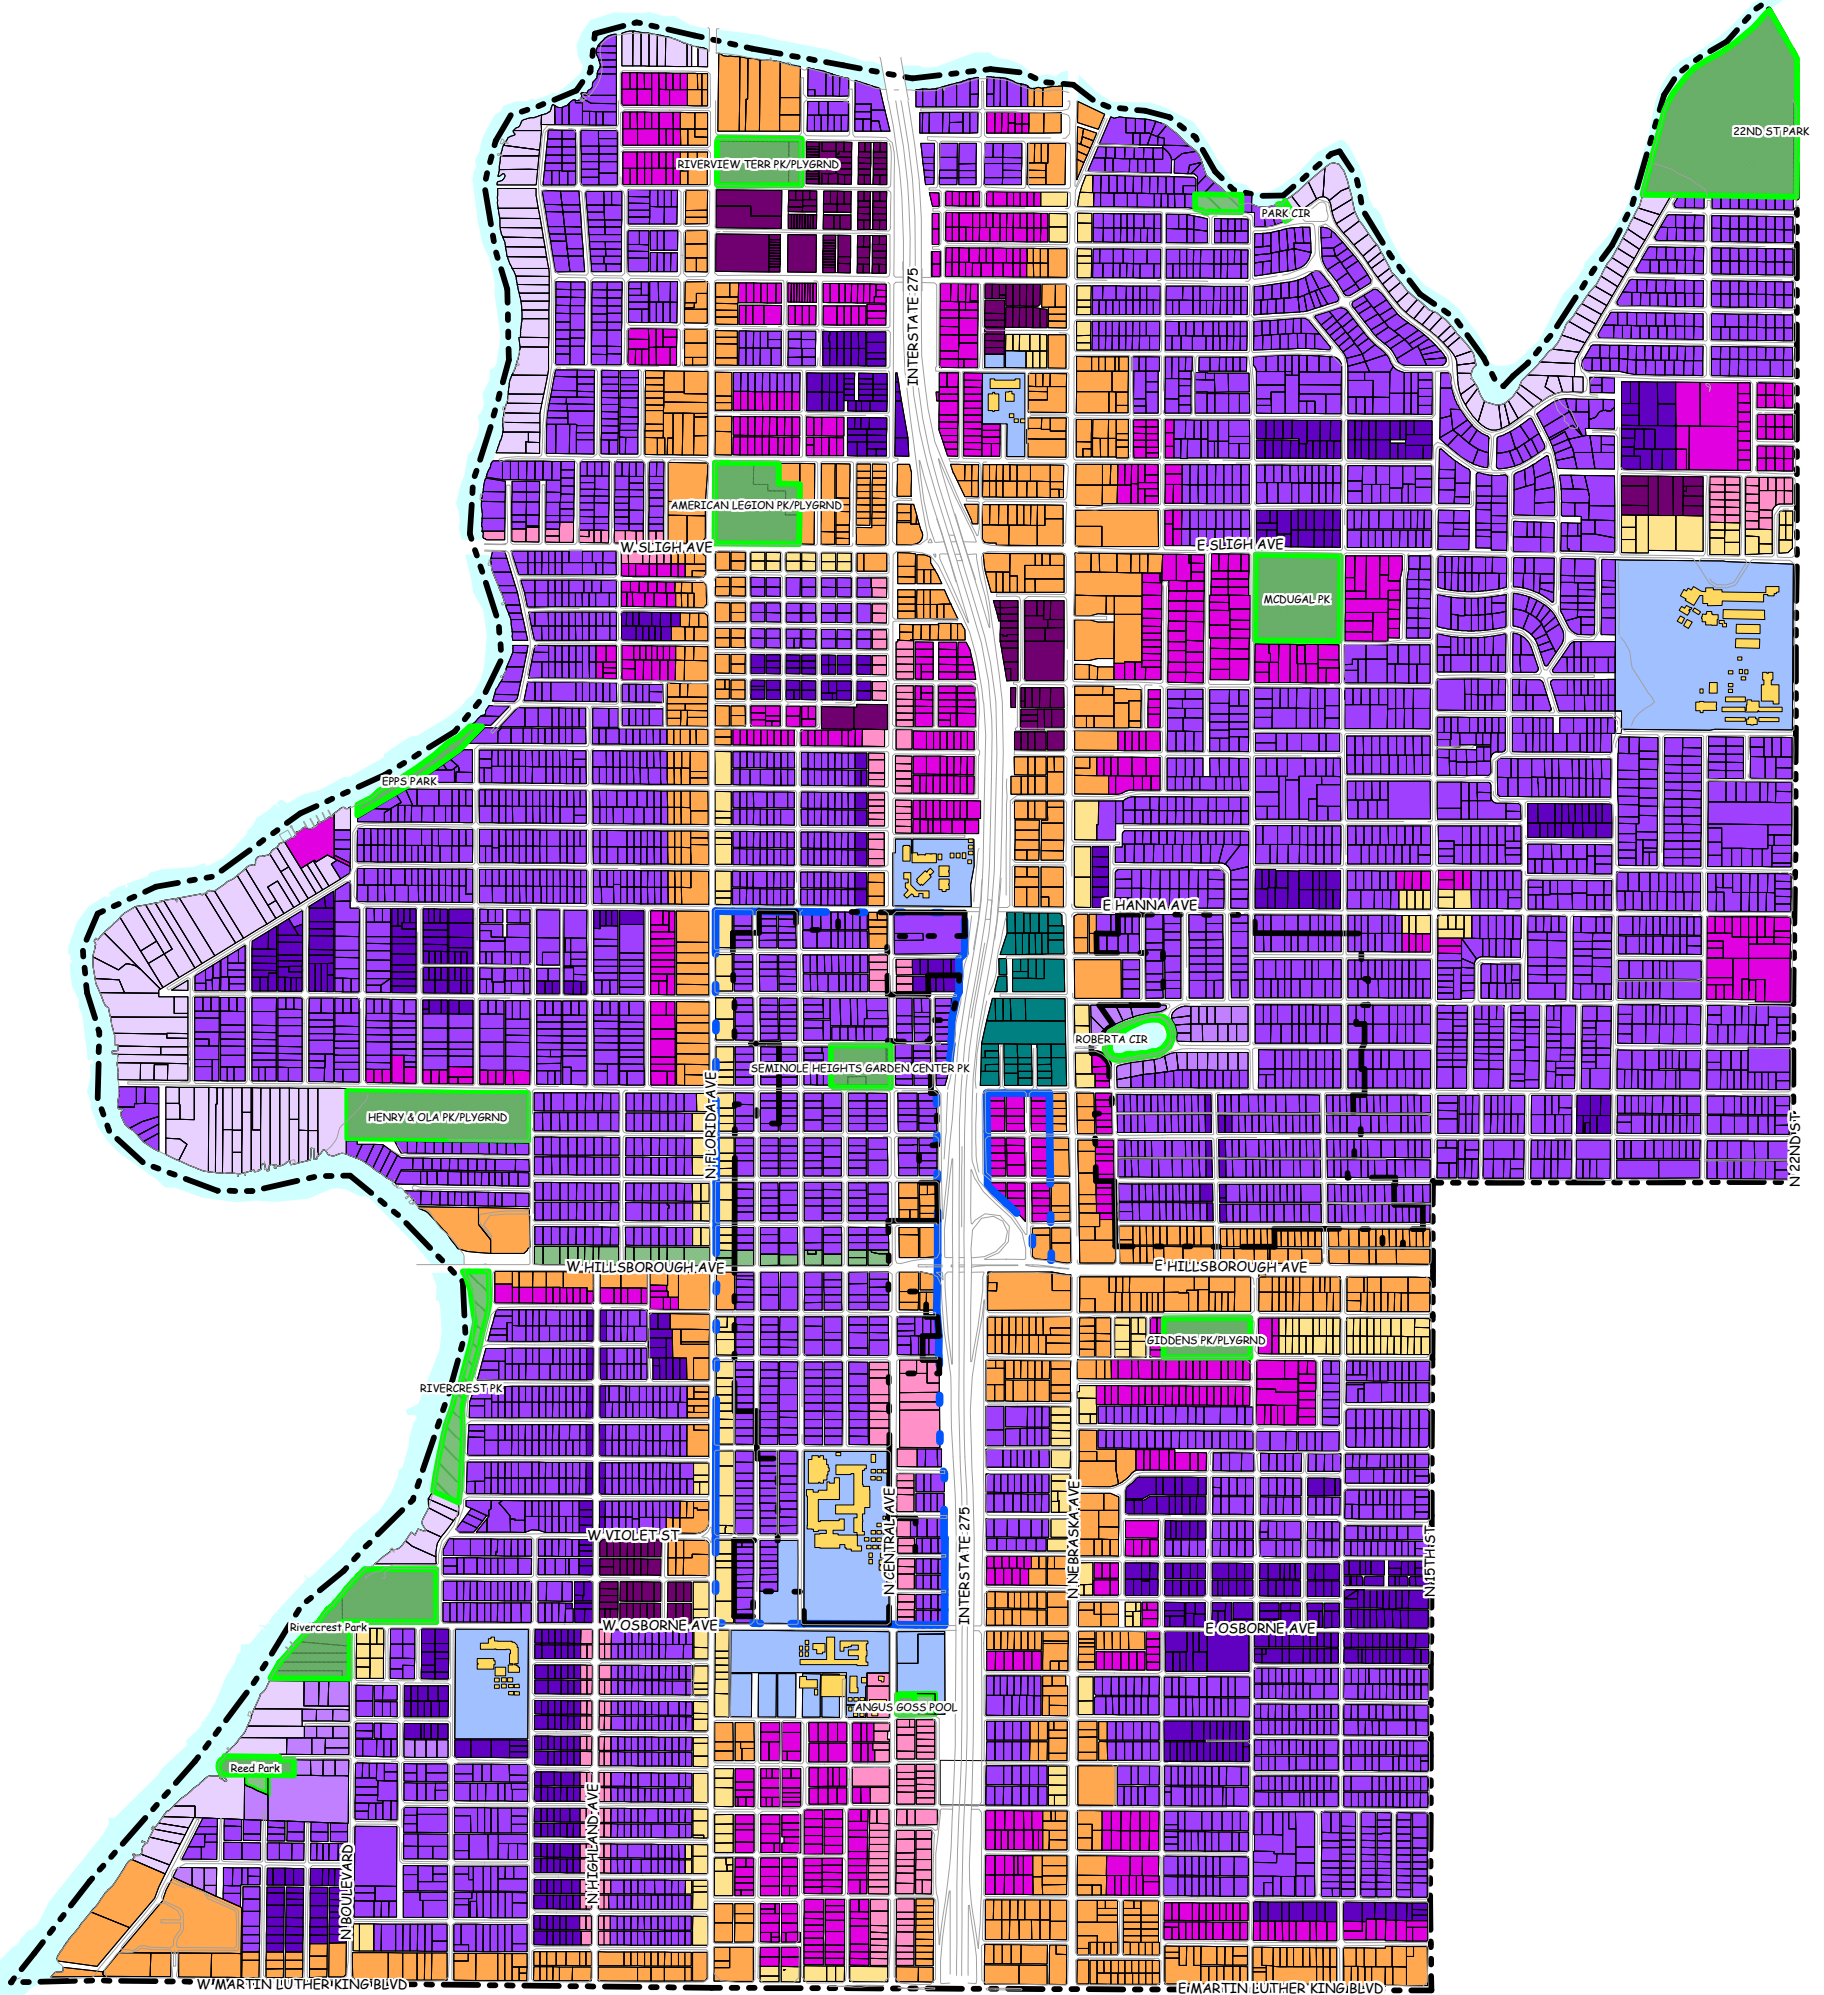 22ND ST PARK
RIVERVIEW TERR PK/PLYGRND
PARK CIR
INTERSTATE 275
AMERICAN LEGION PK/PLYGRND
W SLIGH AVE
E SLIGH AVE
MCDUGAL PK
EPPS PARK
E HANNA AVE
ROBERTA CIR
SEMINOLE HEIGHTS GARDEN CENTER PK
HENRY & OLA PK/PLYGRND
N FLORIDA AVE
N 22ND ST
W HILLSBOROUGH AVE
E HILLSBOROUGH AVE
GIDDENS PK/PLYGRND
RIVERCREST PK
W VIOLET ST
N CENTRAL AVE
INTERSTATE 275
N NEBRASKA AVE
N 15TH ST
Rivercrest Park
W OSBORNE AVE
E OSBORNE AVE
ANGUS GOSS POOL
Reed Park
N HIGHLAND AVE
N BOULEVARD
W MARTIN LUTHER KING BLVD
E MARTIN LUTHER KING BLVD